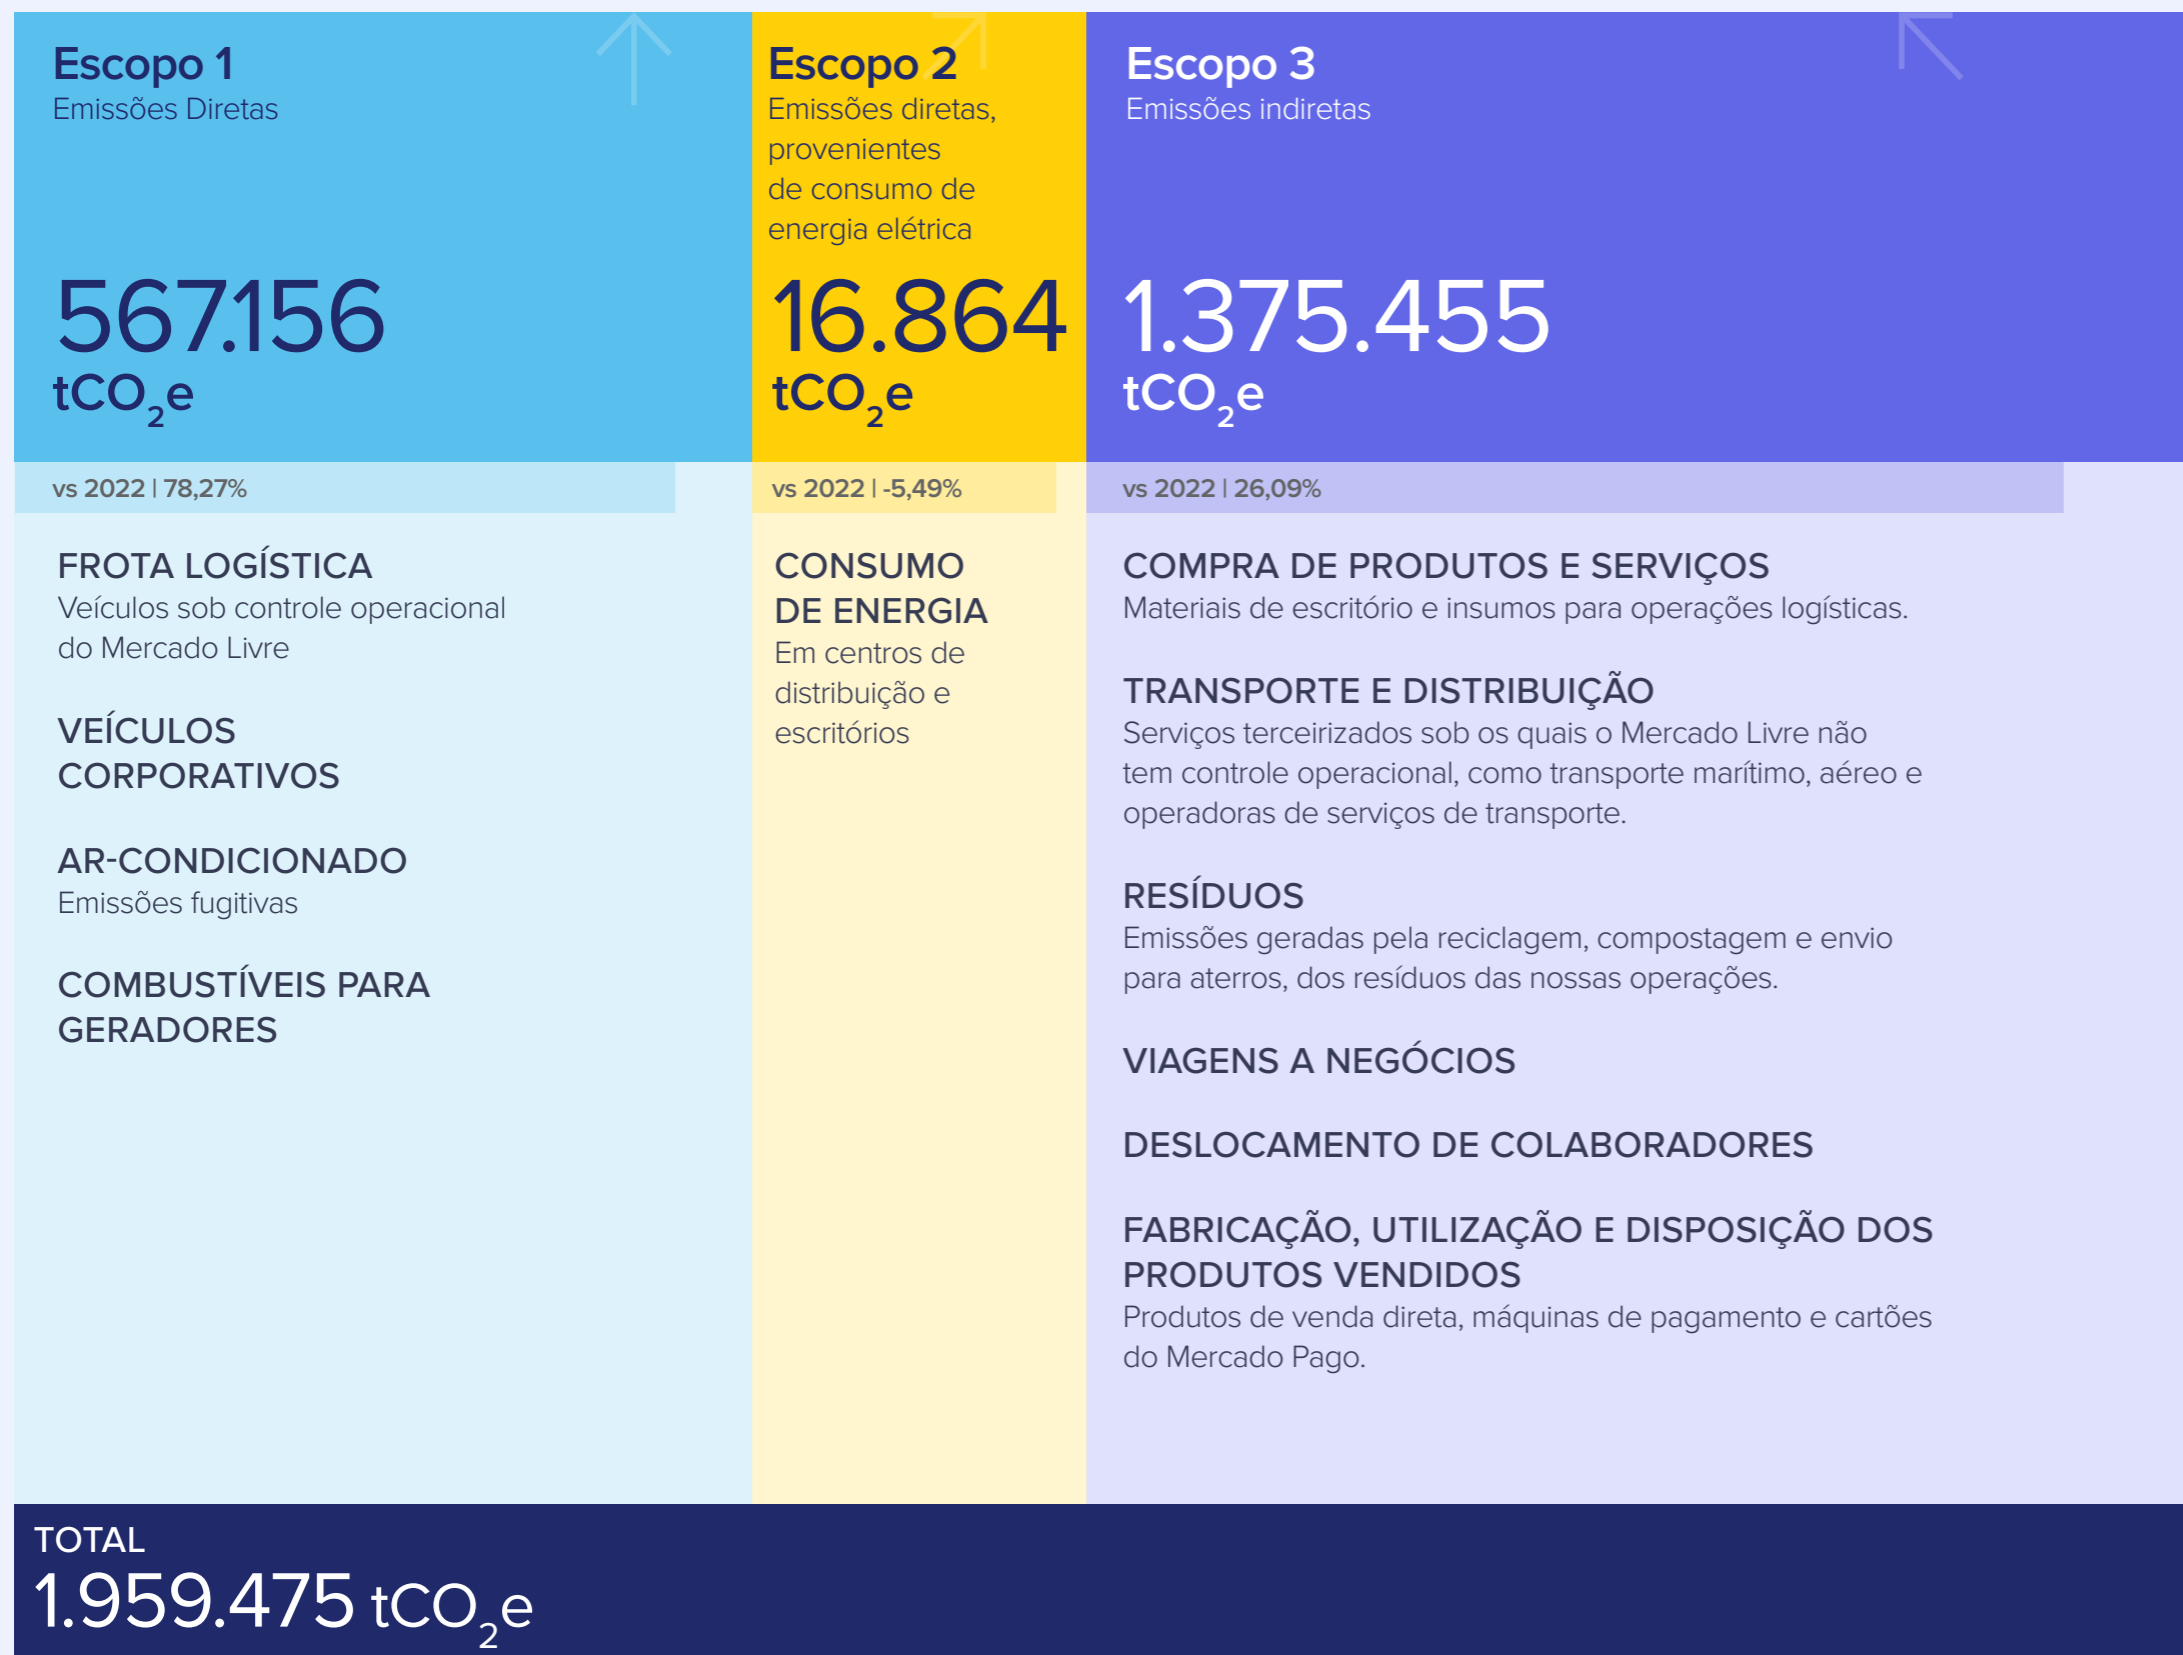 Escopo 1
Emissões Diretas
567.156
tCO₂e
vs 2022 | 78,27%
FROTA LOGÍSTICA
Veículos sob controle operacional
do Mercado Livre
VEÍCULOS
CORPORATIVOS
AR-CONDICIONADO
Emissões fugitivas
COMBUSTÍVEIS PARA
GERADORES
Escopo 2
Emissões diretas,
provenientes
de consumo de
energia elétrica
16.864
tCO₂e
vs 2022 | -5,49%
CONSUMO
DE ENERGIA
Em centros de
distribuição e
escritórios
Escopo 3
Emissões indiretas
1.375.455
tCO₂e
vs 2022 | 26,09%
COMPRA DE PRODUTOS E SERVIÇOS
Materiais de escritório e insumos para operações logísticas.
TRANSPORTE E DISTRIBUIÇÃO
Serviços terceirizados sob os quais o Mercado Livre não
tem controle operacional, como transporte marítimo, aéreo e
operadoras de serviços de transporte.
RESÍDUOS
Emissões geradas pela reciclagem, compostagem e envio
para aterros, dos resíduos das nossas operações.
VIAGENS A NEGÓCIOS
DESLOCAMENTO DE COLABORADORES
FABRICAÇÃO, UTILIZAÇÃO E DISPOSIÇÃO DOS
PRODUTOS VENDIDOS
Produtos de venda direta, máquinas de pagamento e cartões
do Mercado Pago.
TOTAL
1.959.475 tCO₂e